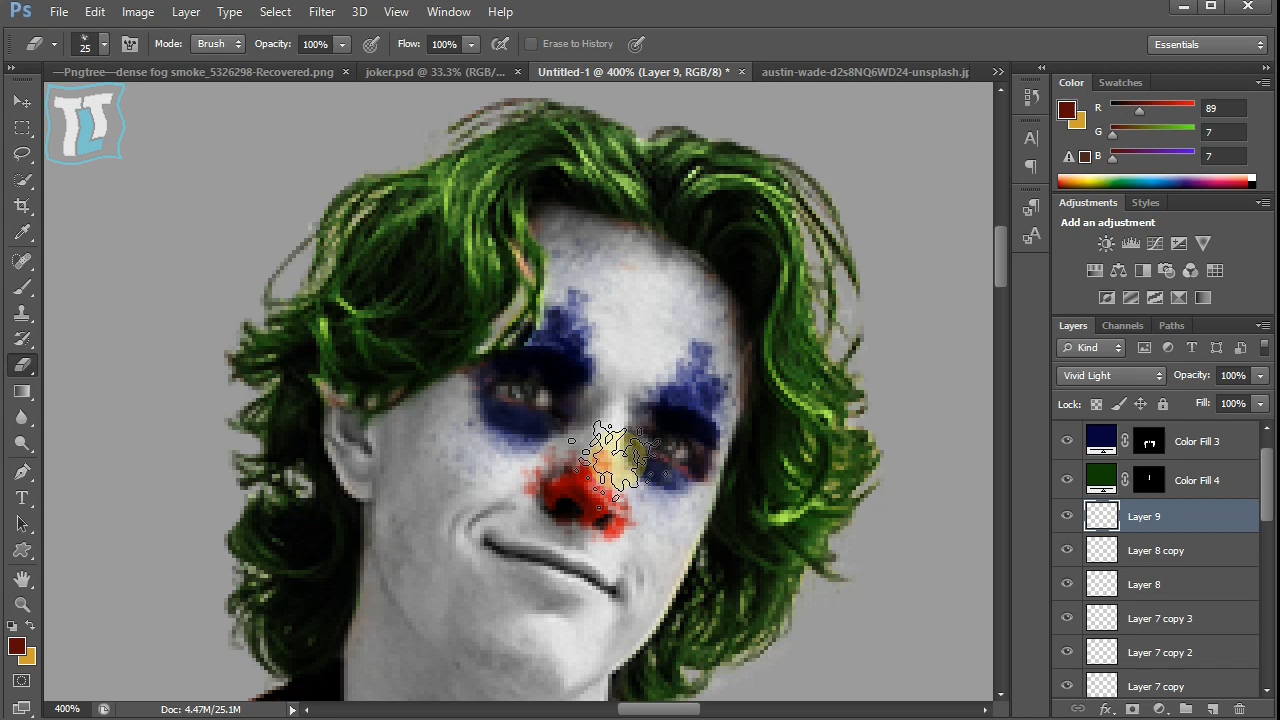 Ps File Edit Image Layer Type Select Filter 3D View Window Help
25 Mode: Brush Opacity: 100% Flow: 100% Erase to History Essentials
—Pngtree—dense fog smoke_5326298-Recovered.png × joker.psd @ 33.3% (RGB/... × Untitled-1 @ 400% (Layer 9, RGB/8) * × austin-wade-d2s8NQ6WD24-unsplash.jp
TLT
Color Swatches
R 89
G 7
B 7
Adjustments Styles
Add an adjustment
Layers Channels Paths
Kind
Vivid Light Opacity: 100%
Lock: Fill: 100%
Color Fill 3
Color Fill 4
Layer 9
Layer 8 copy
Layer 8
Layer 7 copy 3
Layer 7 copy 2
Layer 7 copy
400% Doc: 4.47M/25.1M